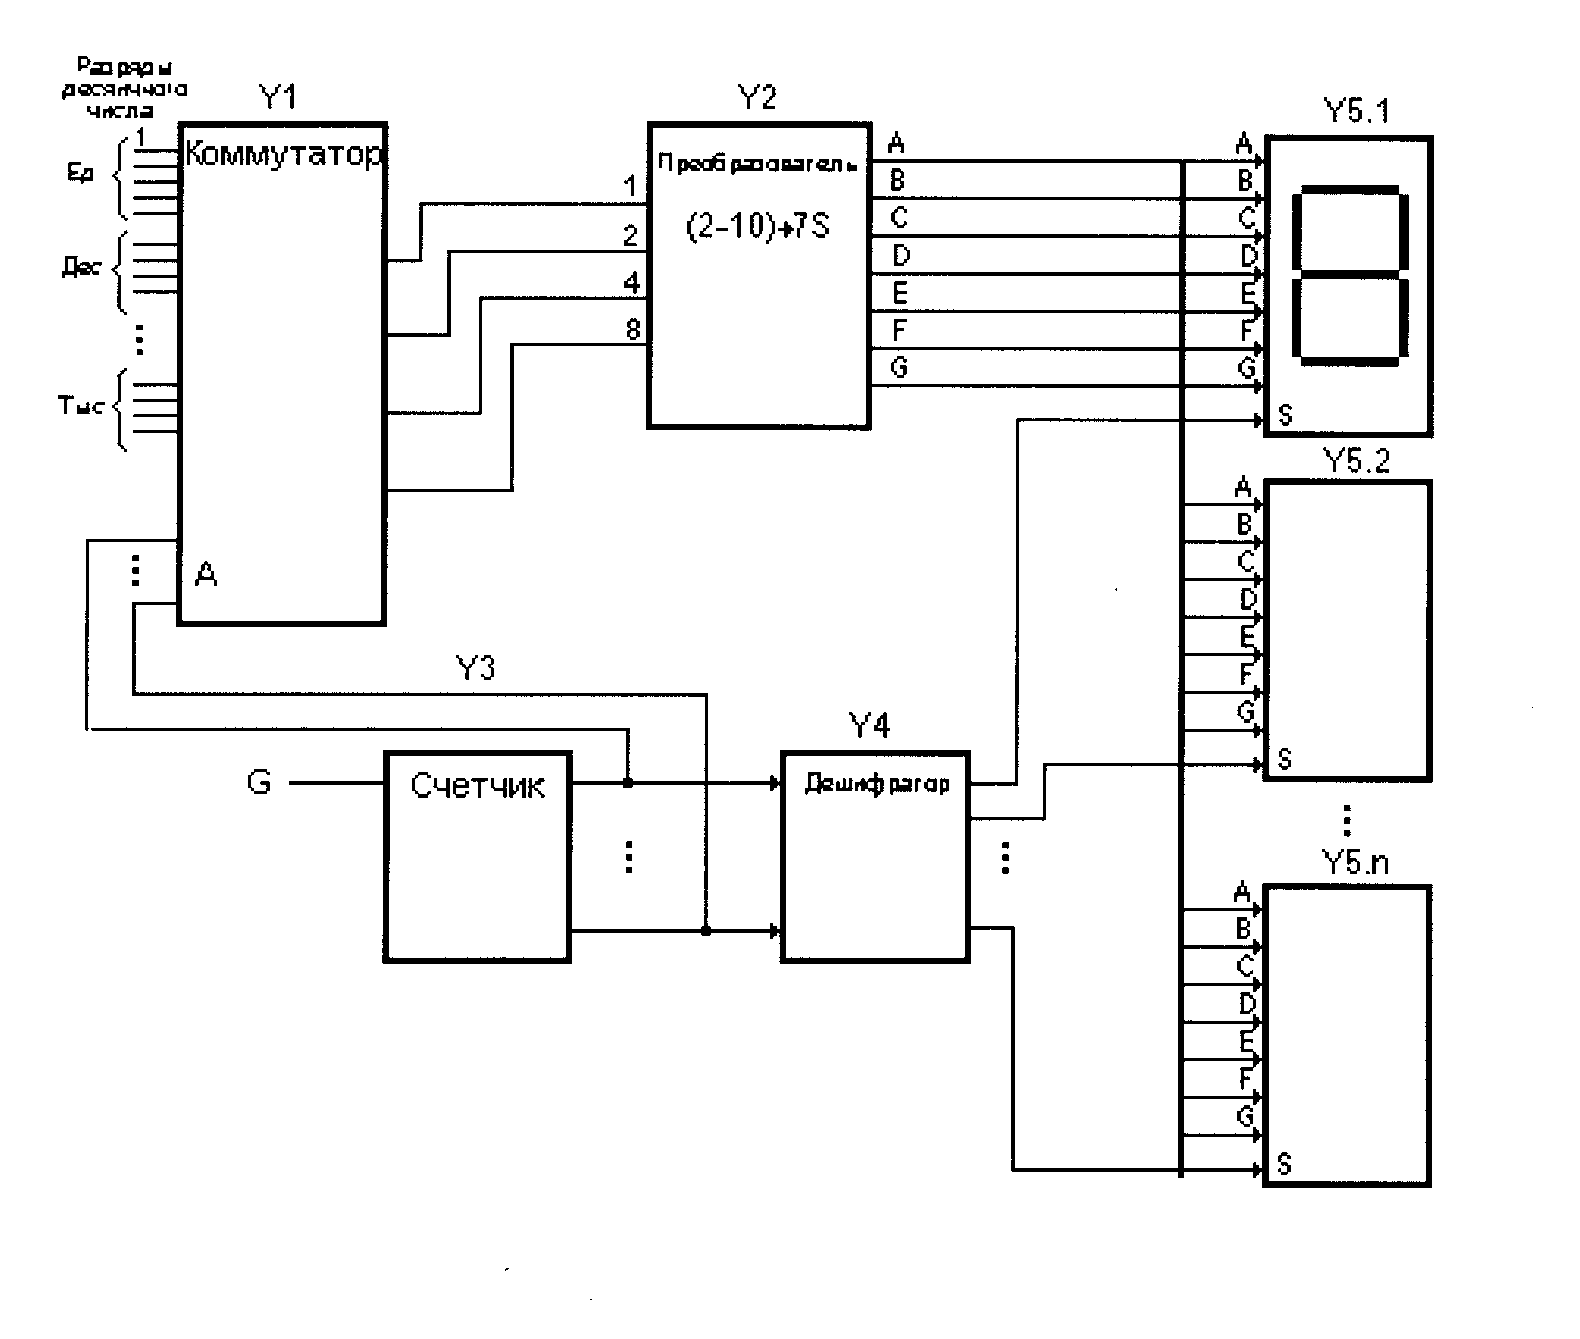 Разряды
десяичного
числа
Y1
Y2
Y5.1
1
Коммутатор
Ед
Дес
Тыс
А
Преобразователь
(2-10)→7S
1
2
4
8
A
B
C
D
E
F
G
A
B
C
D
E
F
G
S
Y5.2
A
B
C
D
E
F
G
S
Y3
Y4
G
Счетчик
Дешифратор
Y5.n
A
B
C
D
E
F
G
S